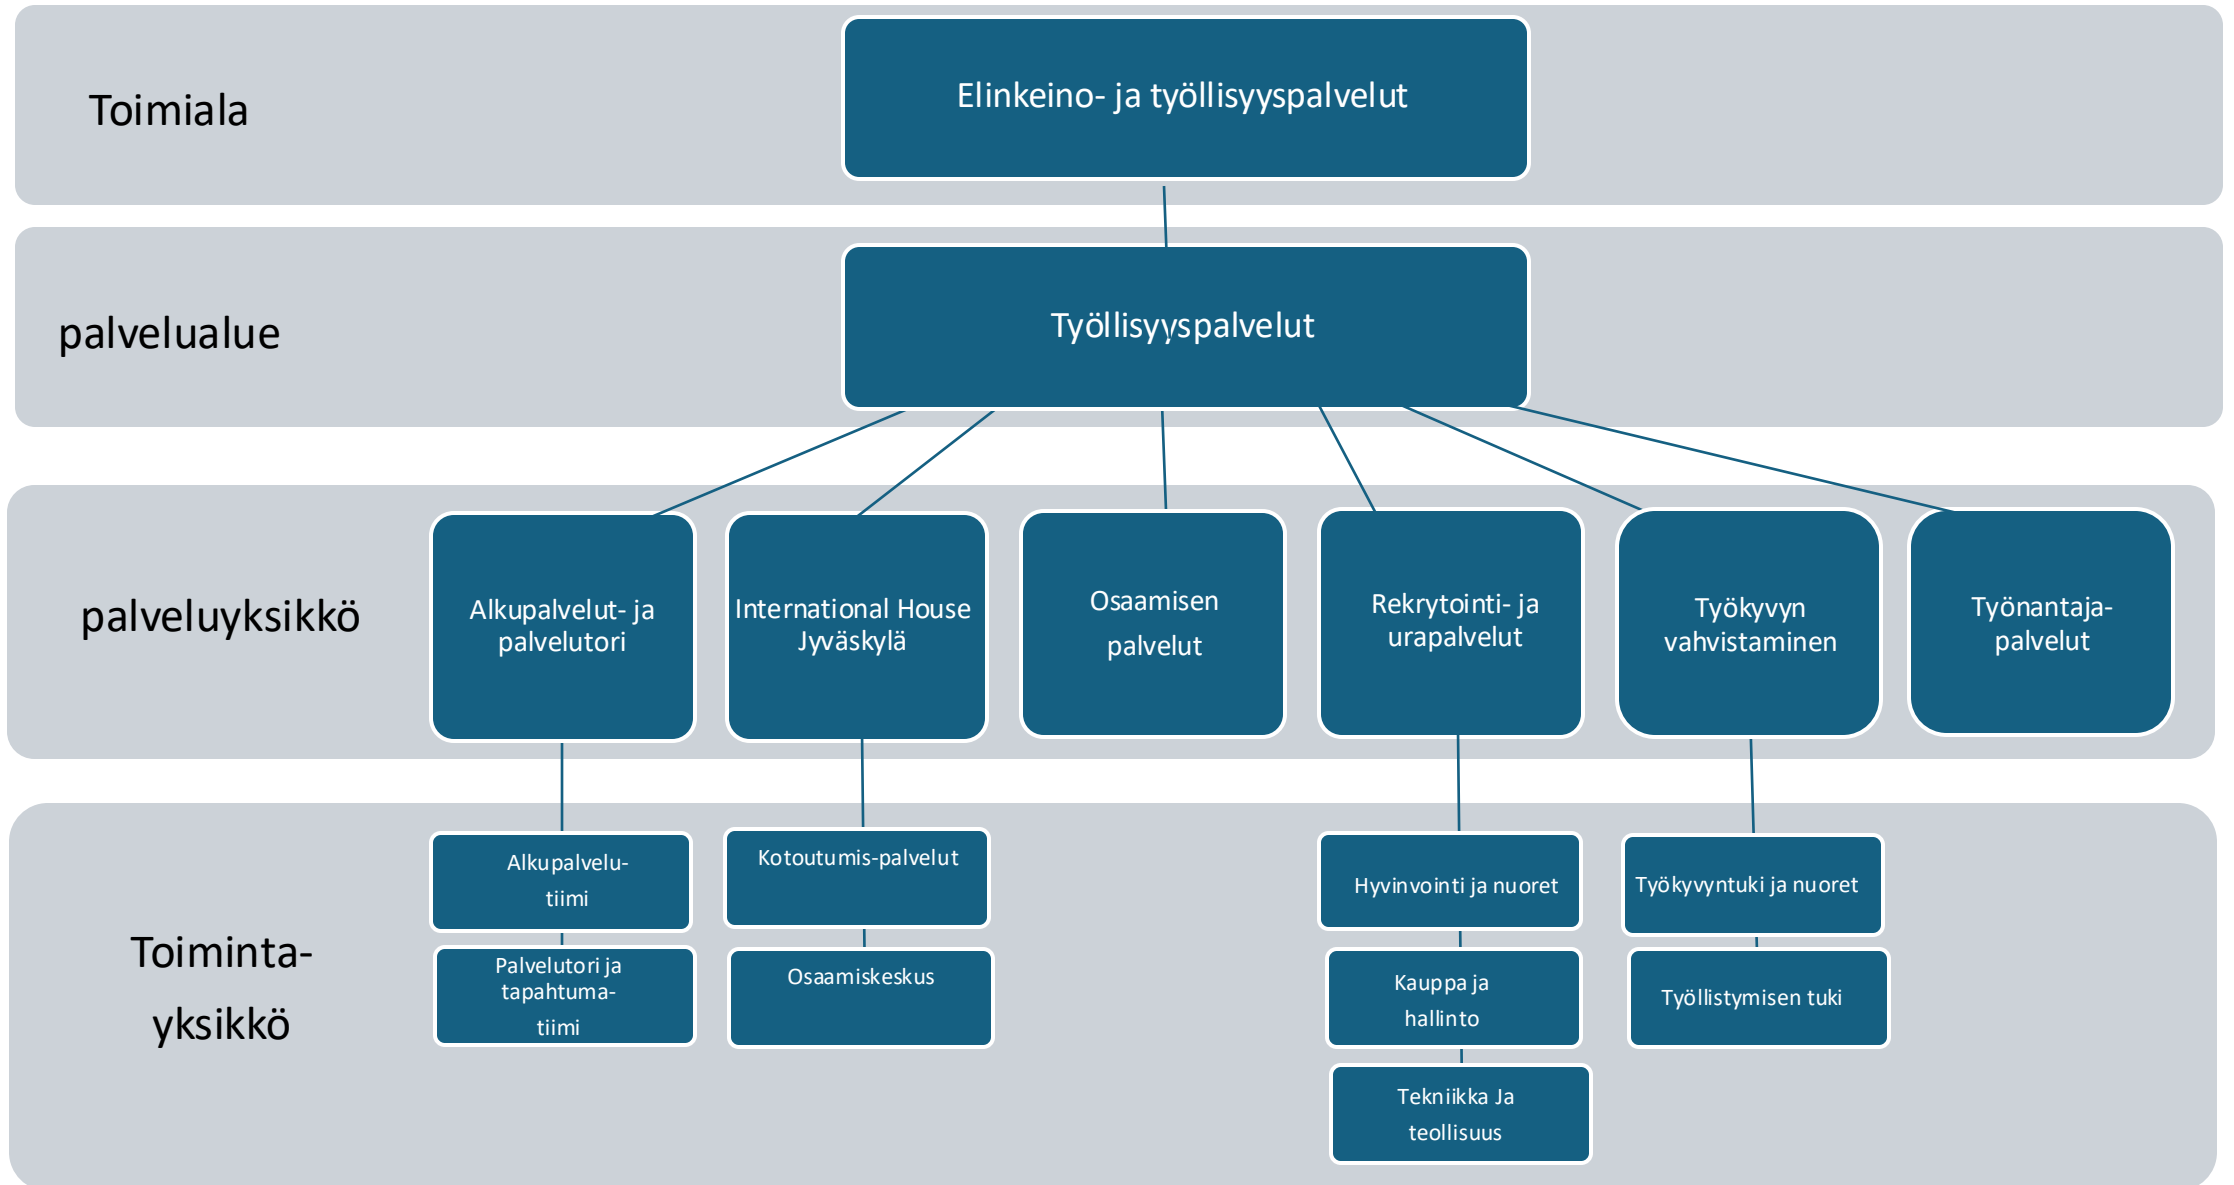 Toimiala
Elinkeino- ja työllisyyspalvelut
palvelualue
Työllisyyspalvelut
palveluyksikkö
Alkupalvelut- ja
palvelutori
International House
Jyväskylä
Osaamisen
palvelut
Rekrytointi- ja
urapalvelut
Työkyvyn
vahvistaminen
Työnantaja-
palvelut
Toiminta-
yksikkö
Alkupalvelu-
tiimi
Palvelutori ja
tapahtuma-
tiimi
Kotoutumis-palvelut
Osaamiskeskus
Hyvinvointi ja nuoret
Kauppa ja
hallinto
Tekniikka Ja
teollisuus
Työkyvyntuki ja nuoret
Työllistymisen tuki